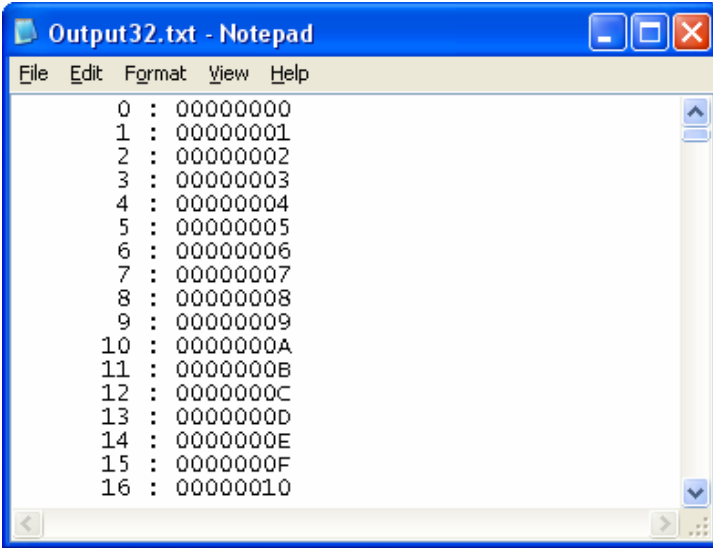 Output32.txt - Notepad
File Edit Format View Help
0 : 00000000
1 : 00000001
2 : 00000002
3 : 00000003
4 : 00000004
5 : 00000005
6 : 00000006
7 : 00000007
8 : 00000008
9 : 00000009
10 : 0000000A
11 : 0000000B
12 : 0000000C
13 : 0000000D
14 : 0000000E
15 : 0000000F
16 : 00000010